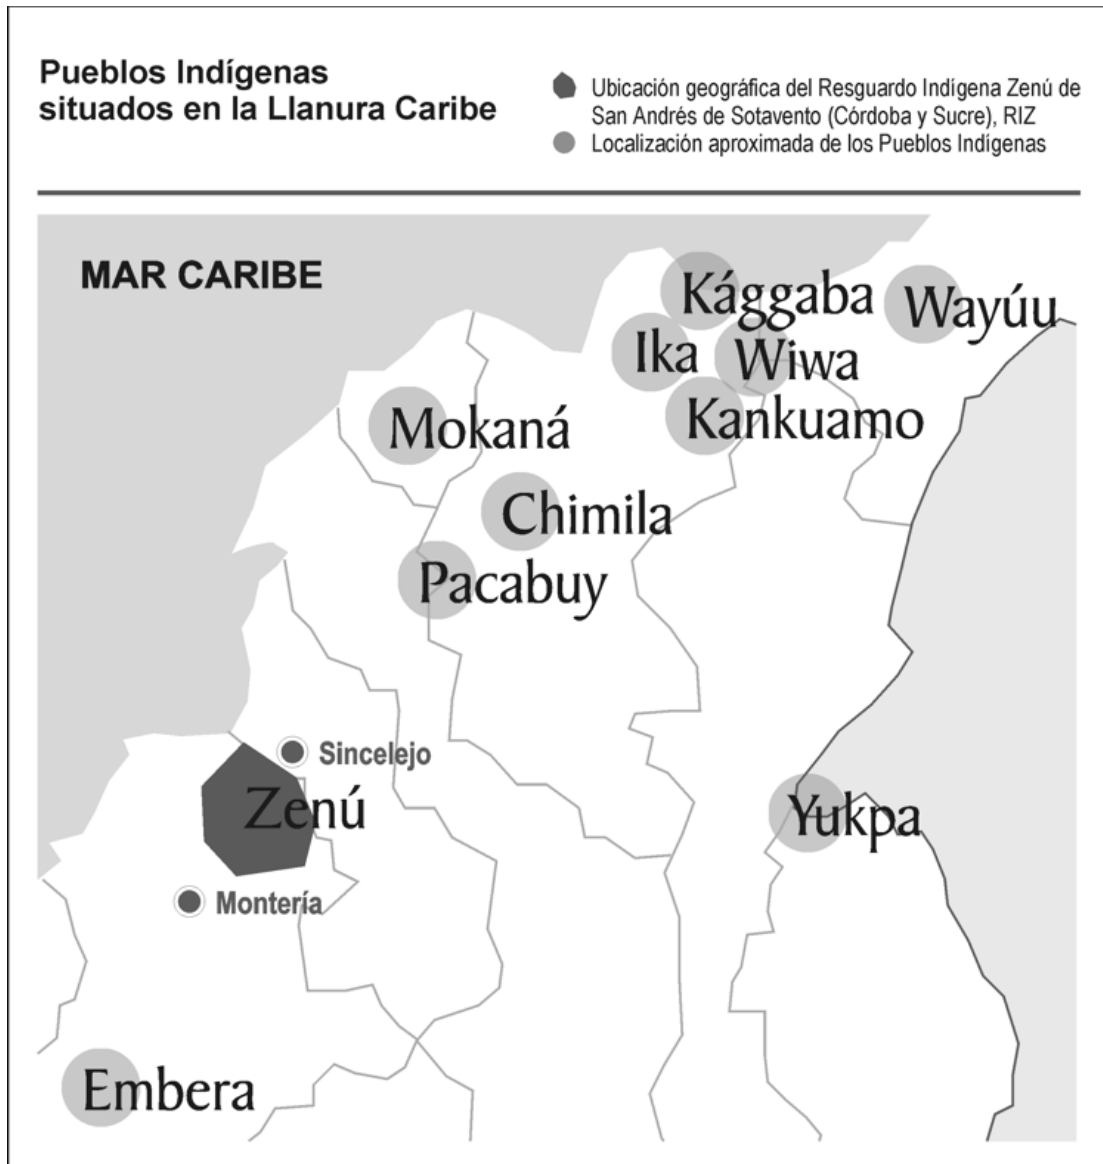 Pueblos Indígenas
situados en la Llanura Caribe
Ubicación geográfica del Resguardo Indígena Zenú de
San Andrés de Sotavento (Córdoba y Sucre), RIZ
Localización aproximada de los Pueblos Indígenas
MAR CARIBE
Kággaba
Wayúu
Ika
Wiwa
Kankuamo
Mokaná
Chimila
Pacabuy
Sincelejo
Zenú
Yukpa
Montería
Embera